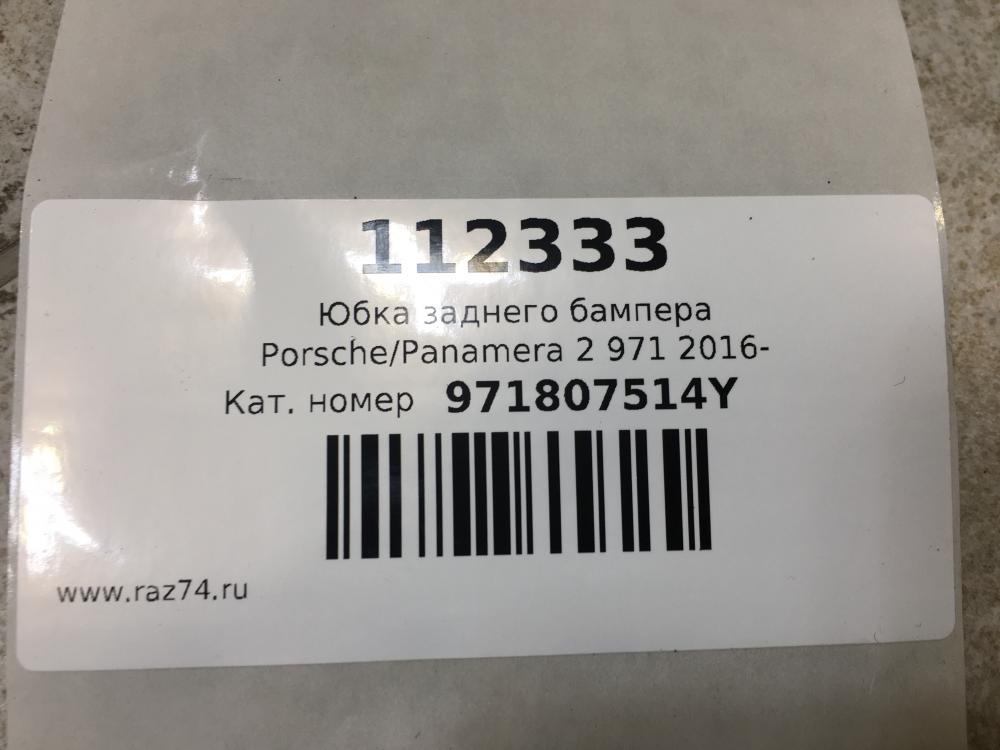 112333
Юбка заднего бампера
Porsche/Panamera 2 971 2016-
Кат. номер 971807514Y
www.raz74.ru